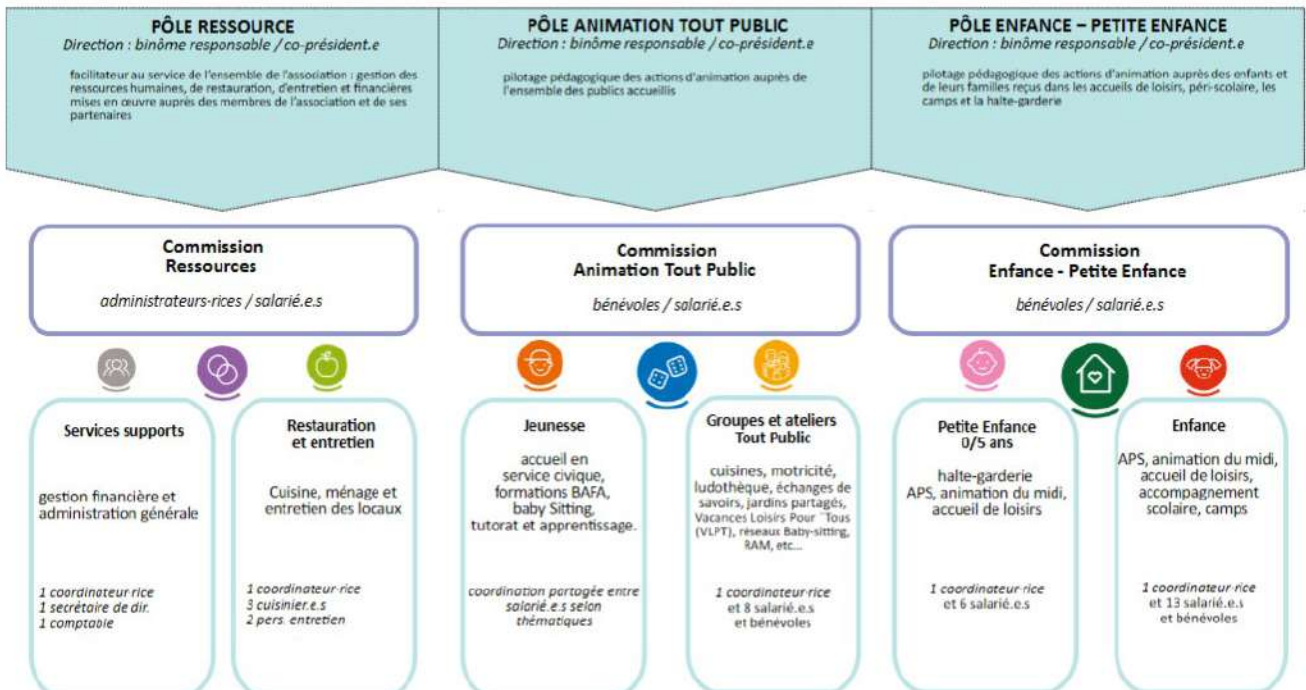 PÔLE RESSOURCE
Direction : binôme responsable / co-président.e
facilitateur au service de l'ensemble de l'association : gestion des
ressources humaines, de restauration, d'entretien et financières
mises en œuvre auprès des membres de l'association et de ses
partenaires
PÔLE ANIMATION TOUT PUBLIC
Direction : binôme responsable / co-président.e
pilotage pédagogique des actions d'animation auprès de
l'ensemble des publics accueillis
PÔLE ENFANCE – PETITE ENFANCE
Direction : binôme responsable / co-président.e
pilotage pédagogique des actions d'animation auprès des enfants et
de leurs familles reçus dans les accueils de loisirs, péri-scolaire, les
camps et la halte-garderie
Commission
Ressources
administrateurs·rices / salarié.e.s
Commission
Animation Tout Public
bénévoles / salarié.e.s
Commission
Enfance - Petite Enfance
bénévoles / salarié.e.s
Services supports
gestion financière et
administration générale
1 coordinateur·rice
1 secrétaire de dir.
1 comptable
Restauration
et entretien
Cuisine, ménage et
entretien des locaux
1 coordinateur·rice
3 cuisinier.e.s
2 pers. entretien
Jeunesse
accueil en
service civique,
formations BAFA,
baby Sitting,
tutorat et apprentissage.
coordination partagée entre
salarié.e.s selon
thématiques
Groupes et ateliers
Tout Public
cuisines, motricité,
ludothèque, échanges de
savoirs, jardins partagés,
Vacances Loisirs Pour Tous
(VLPT), réseaux Baby-sitting,
RAM, etc...
1 coordinateur·rice
et 8 salarié.e.s
et bénévoles
Petite Enfance
0/5 ans
halte-garderie
APS, animation du midi,
accueil de loisirs
1 coordinateur·rice
et 6 salarié.e.s
Enfance
APS, animation du midi,
accueil de loisirs,
accompagnement
scolaire, camps
1 coordinateur·rice
et 13 salarié.e.s
et bénévoles